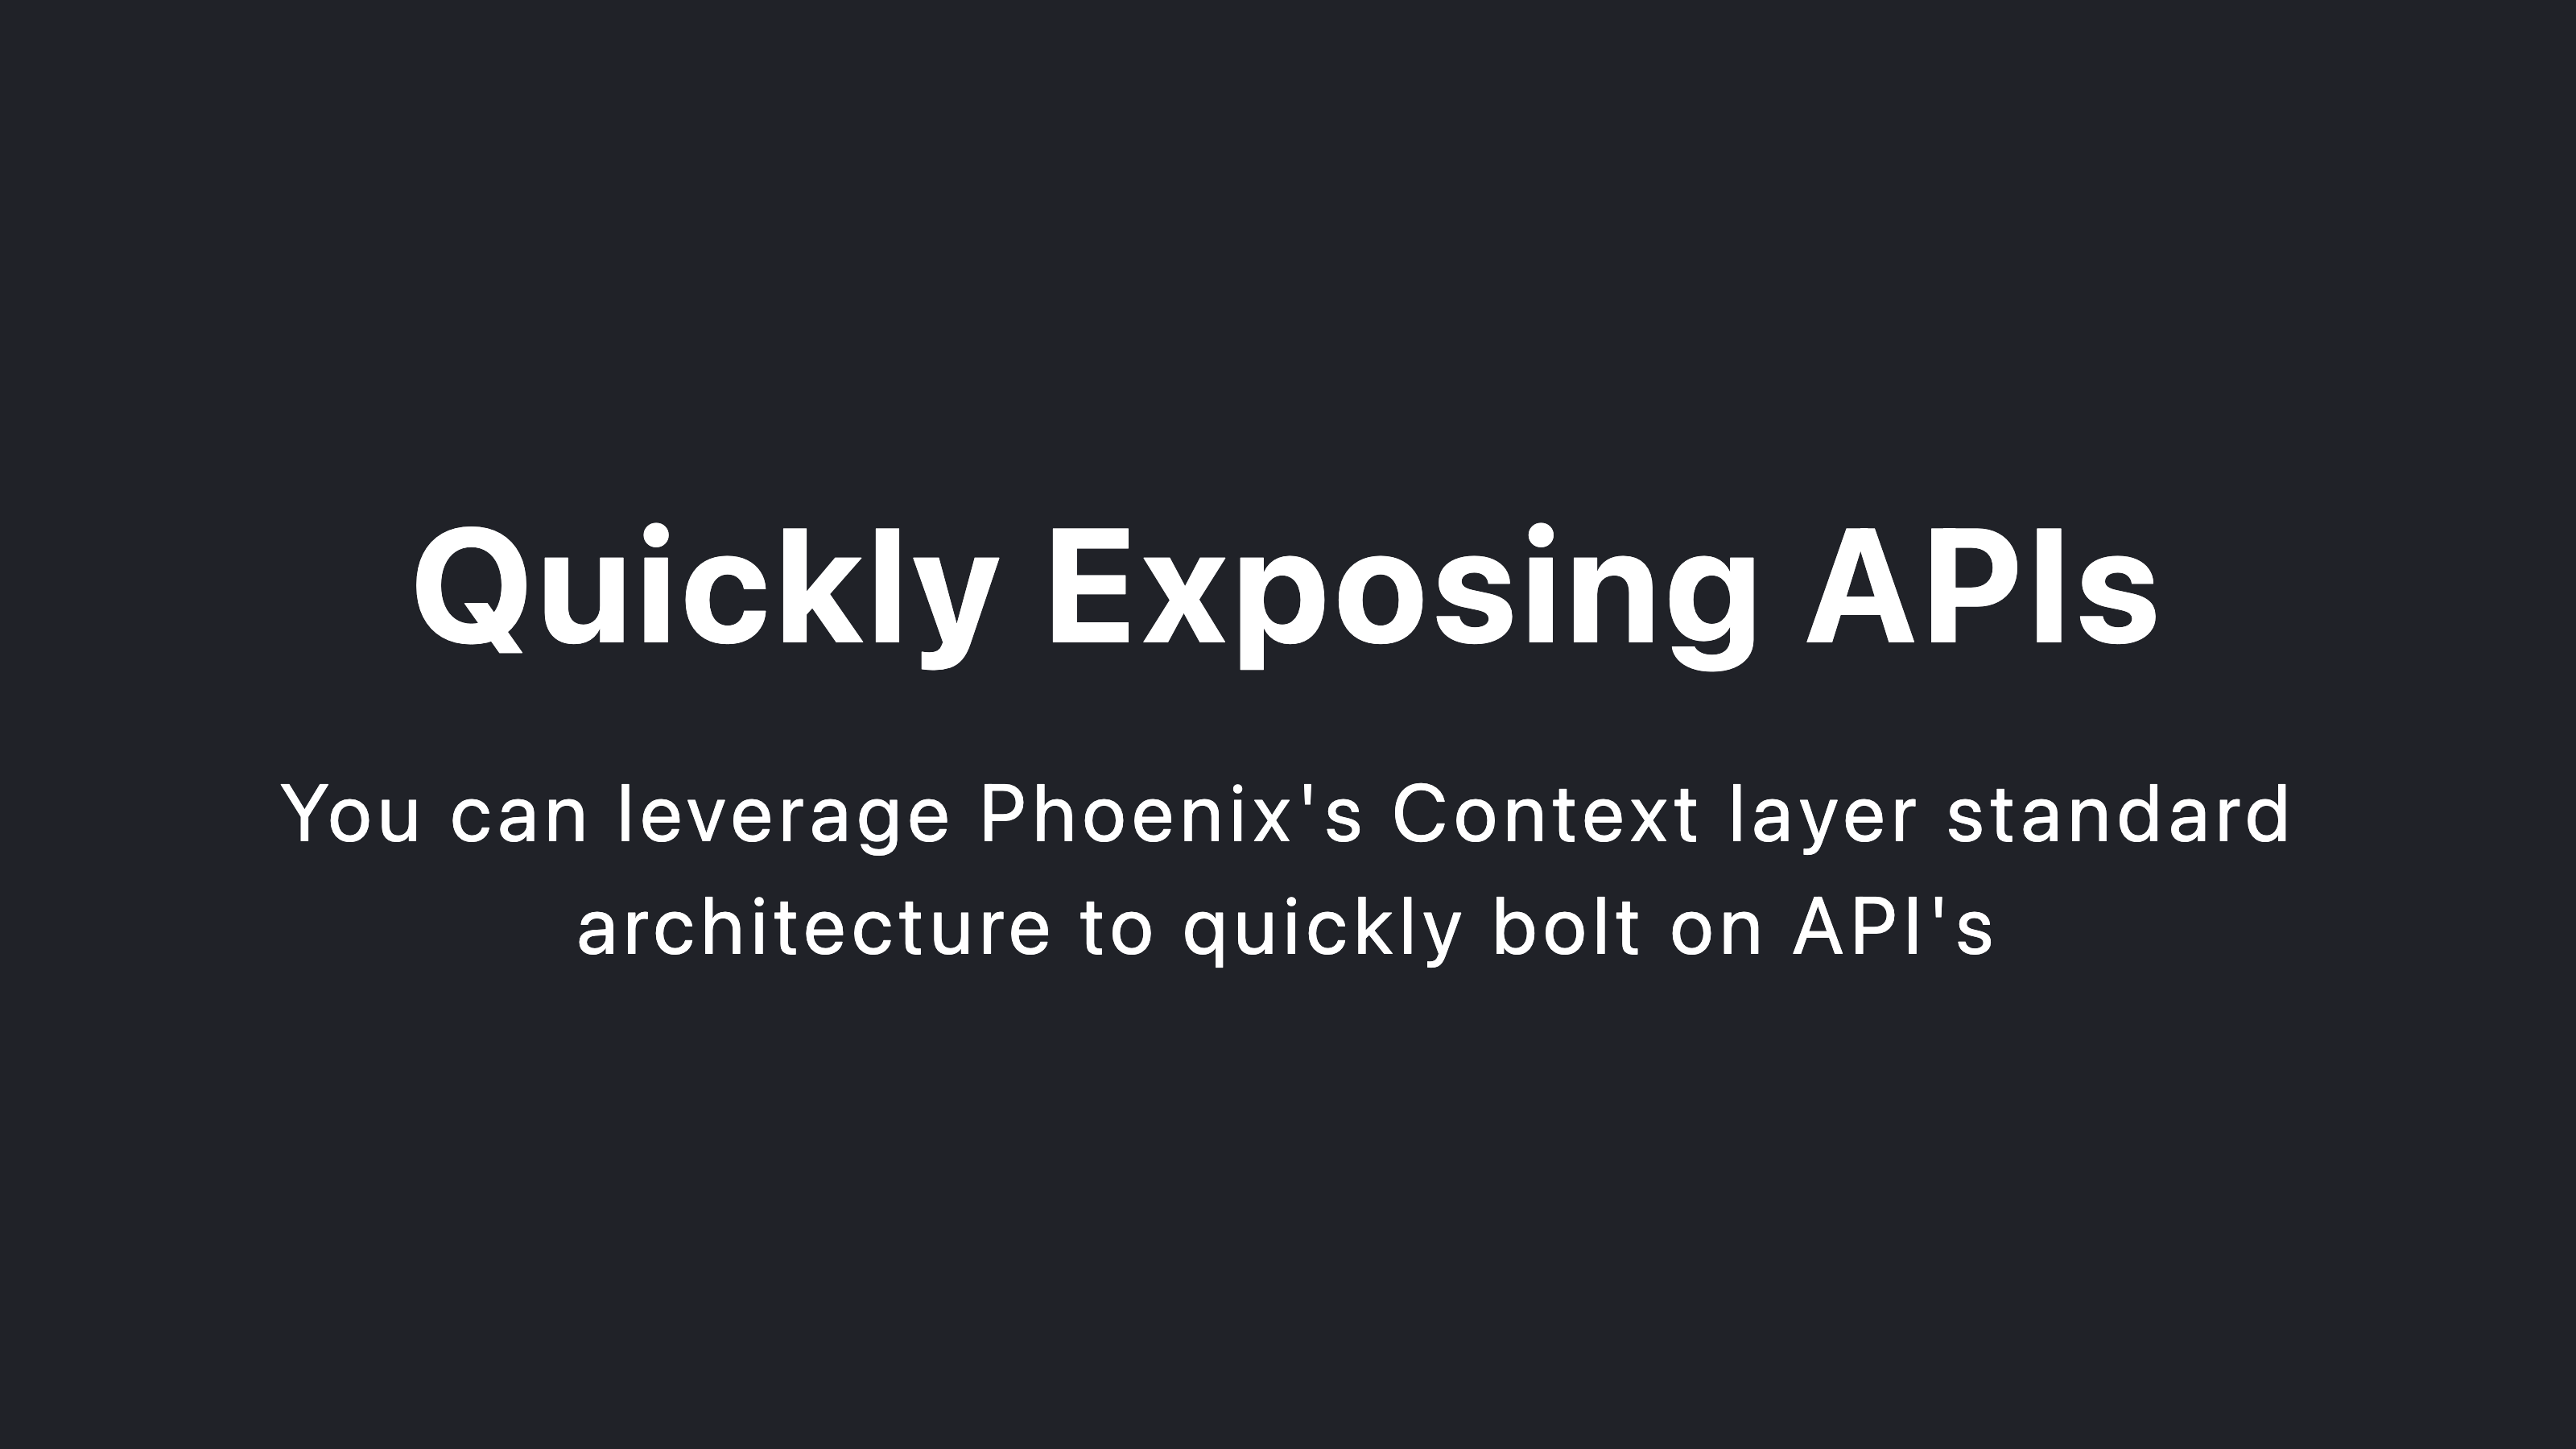 Quickly Exposing APIs
You can leverage Phoenix's Context layer standard
architecture to quickly bolt on API's